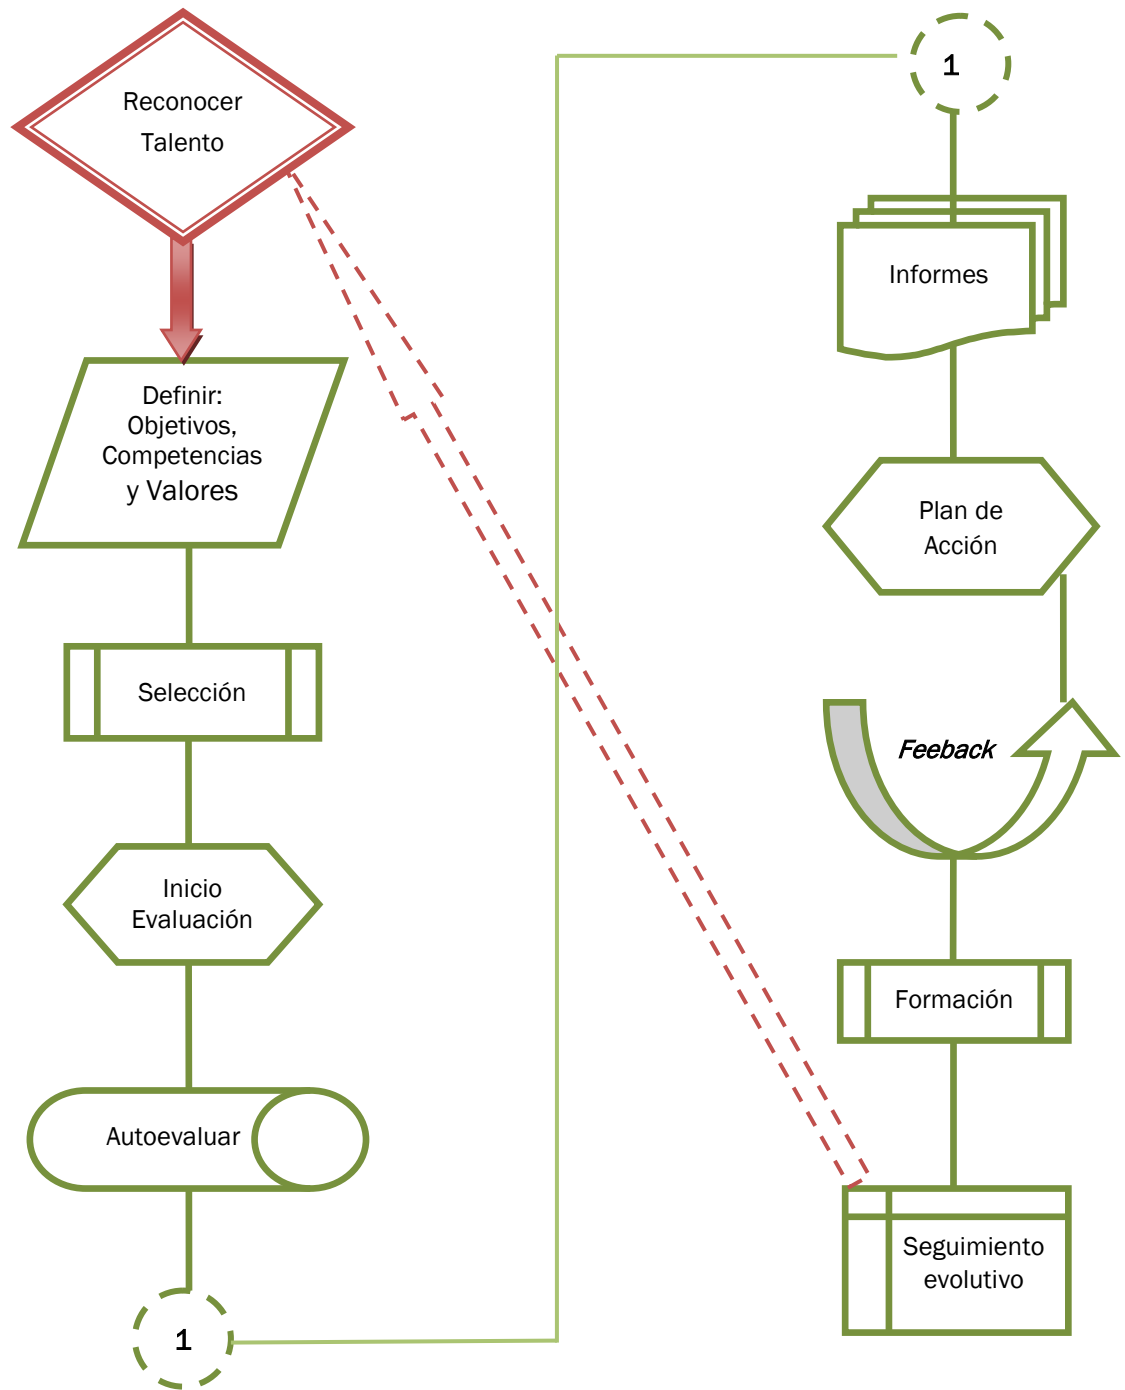 Reconocer
Talento
Definir:
Objetivos,
Competencias
y Valores
Selección
Inicio
Evaluación
Autoevaluar
1
1
Informes
Plan de
Acción
Feeback
Formación
Seguimiento
evolutivo